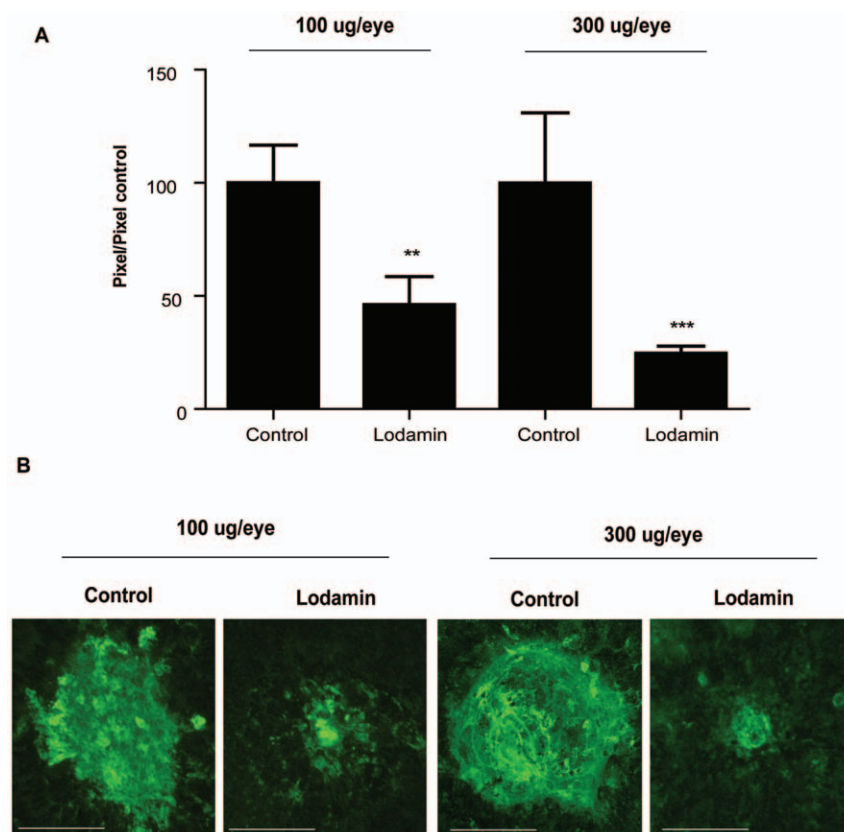 A
100 ug/eye 300 ug/eye
150
100
50
0
Pixel/Pixel control
**
***
Control Lodamin Control Lodamin
B
100 ug/eye 300 ug/eye
Control Lodamin Control Lodamin